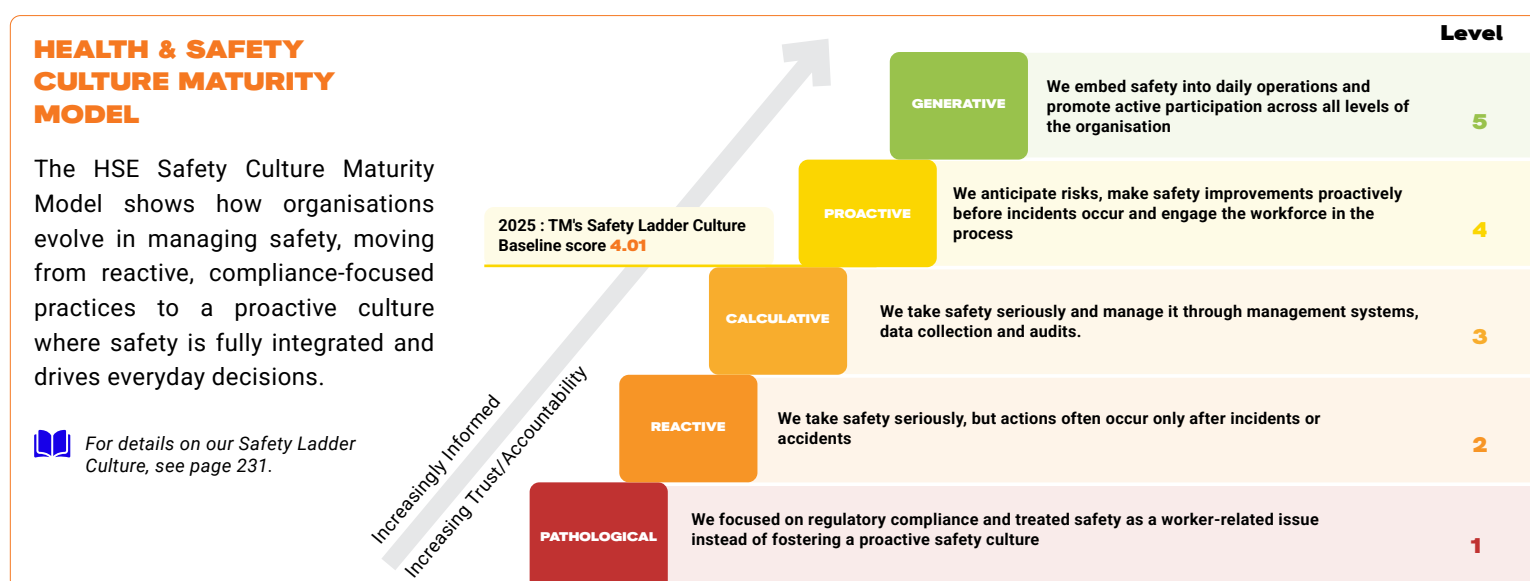 HEALTH & SAFETY
CULTURE MATURITY
MODEL
The HSE Safety Culture Maturity
Model shows how organisations
evolve in managing safety, moving
from reactive, compliance-focused
practices to a proactive culture
where safety is fully integrated and
drives everyday decisions.
For details on our Safety Ladder
Culture, see page 231.
Increasingly Informed
Increasing Trust/Accountability
2025 : TM's Safety Ladder Culture
Baseline score 4.01
Level
GENERATIVE
We embed safety into daily operations and
promote active participation across all levels of
the organisation
5
PROACTIVE
We anticipate risks, make safety improvements proactively
before incidents occur and engage the workforce in the
process
4
CALCULATIVE
We take safety seriously and manage it through management systems,
data collection and audits.
3
REACTIVE
We take safety seriously, but actions often occur only after incidents or
accidents
2
PATHOLOGICAL
We focused on regulatory compliance and treated safety as a worker-related issue
instead of fostering a proactive safety culture
1